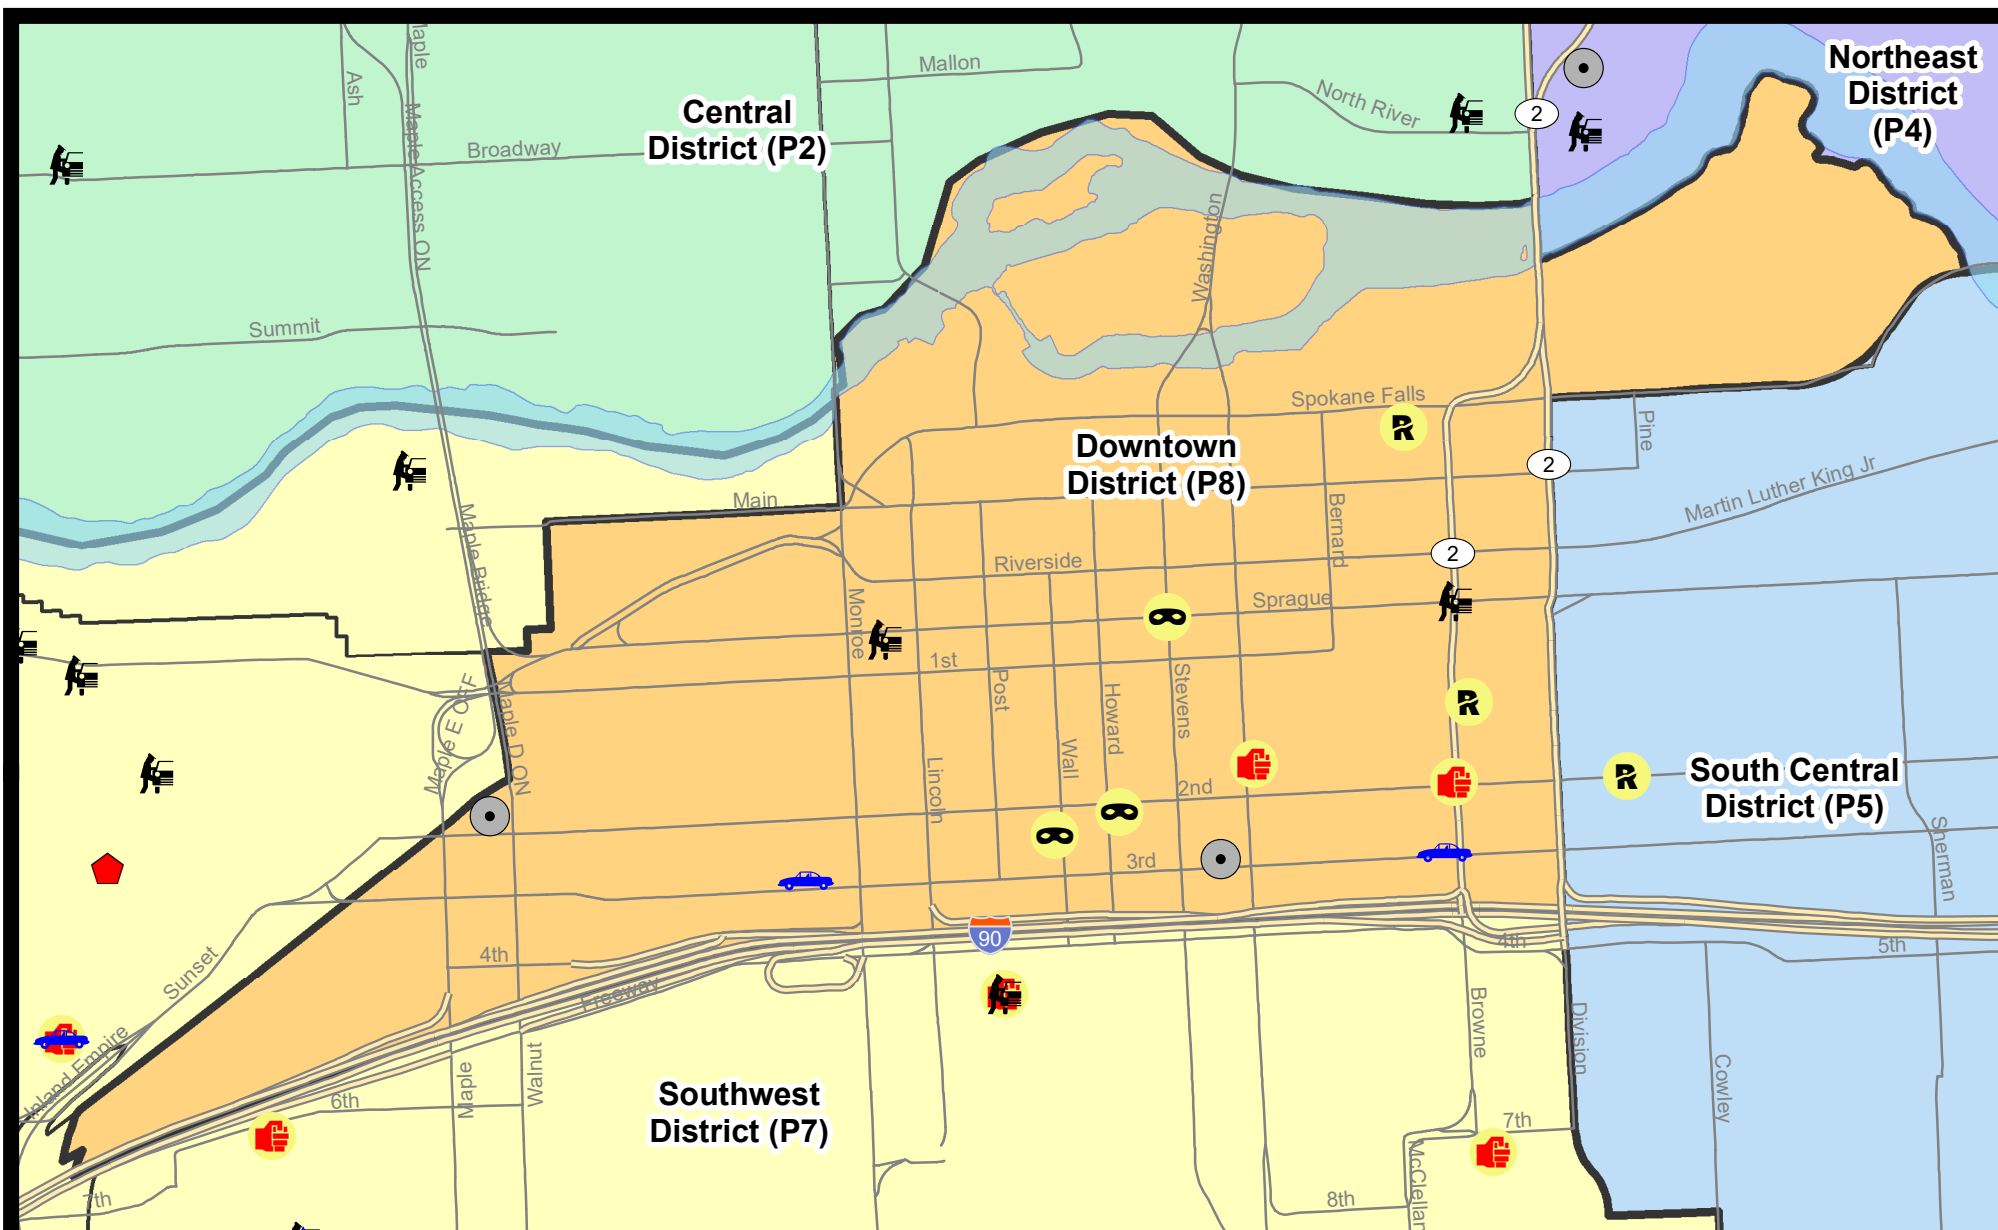 Maple
Ash
Mallon
Central
District (P2)
North River
2
Northeast
District
(P4)
Broadway
Maple Access ON
Washington
Summit
Spokane Falls
Pine
Downtown
District (P8)
2
Martin Luther King Jr
Main
Bernard
Maple Bridge
Riverside
2
Sprague
Monroe
1st
Post
Howard
Stevens
Maple E OFF
Maple D ON
Wall
Lincoln
2nd
South Central
District (P5)
Sherman
3rd
90
4th
4th
5th
Sunset
Freeway
Browne
Division
Inland Empire
6th
Maple
Walnut
Southwest
District (P7)
Cowley
7th
McClellan
7th
8th
R
R
R